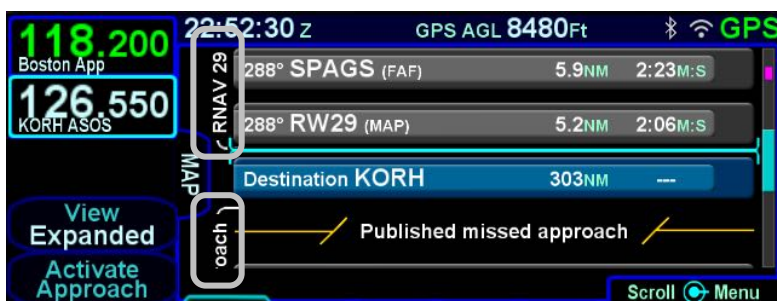 118.200
Boston App
126.550
KORH ASOS
22:52:30 Z GPS AGL 8480Ft GPS
RNAV 29
288° SPAGS (FAF) 5.9NM 2:23M:S
288° RW29 (MAP) 5.2NM 2:06M:S
MAP
Destination KORH 303NM ---
oach
Published missed approach
View
Expanded
Activate
Approach
Scroll Menu